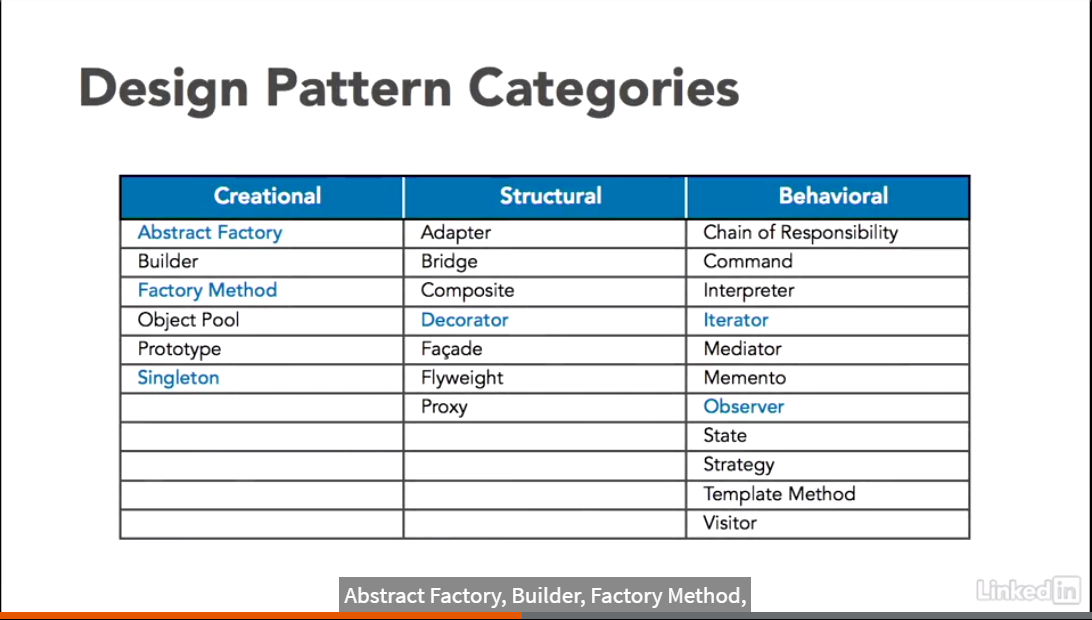 Design Pattern Categories
Creational Structural Behavioral
Abstract Factory Adapter Chain of Responsibility
Builder Bridge Command
Factory Method Composite Interpreter
Object Pool Decorator Iterator
Prototype Façade Mediator
Singleton Flyweight Memento
Proxy Observer
State
Strategy
Template Method
Visitor
Abstract Factory, Builder, Factory Method,
Linked in